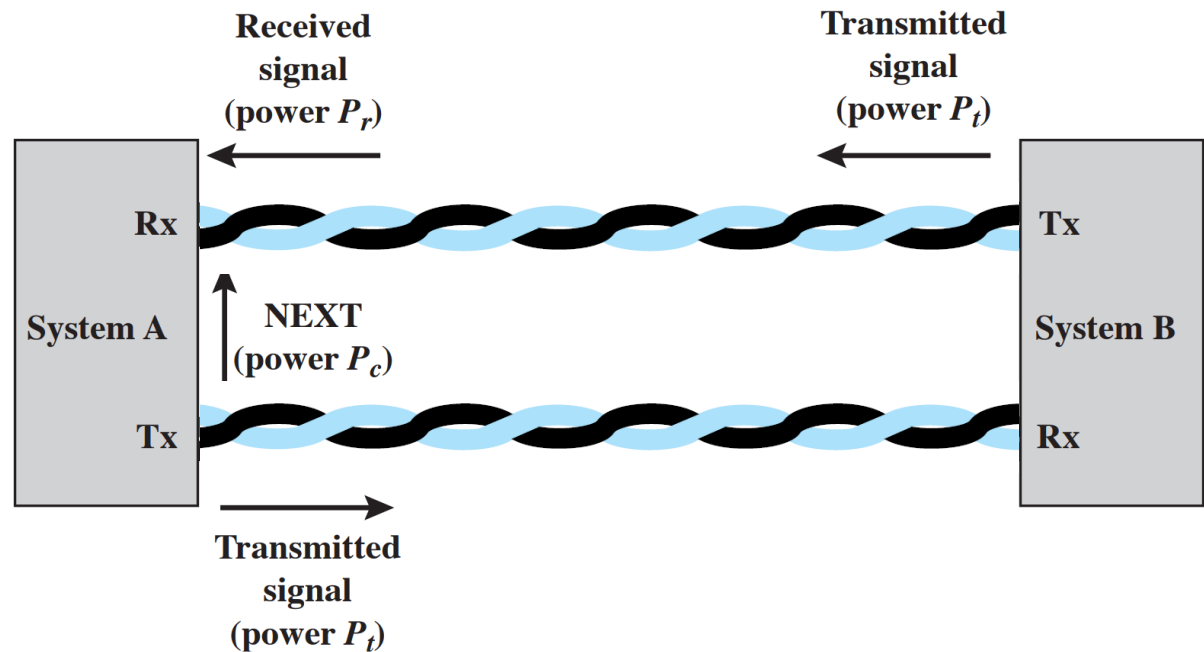 Received
signal
(power Pr)
Transmitted
signal
(power Pt)
Rx
Tx
System A
NEXT
(power Pc)
System B
Tx
Rx
Transmitted
signal
(power Pt)